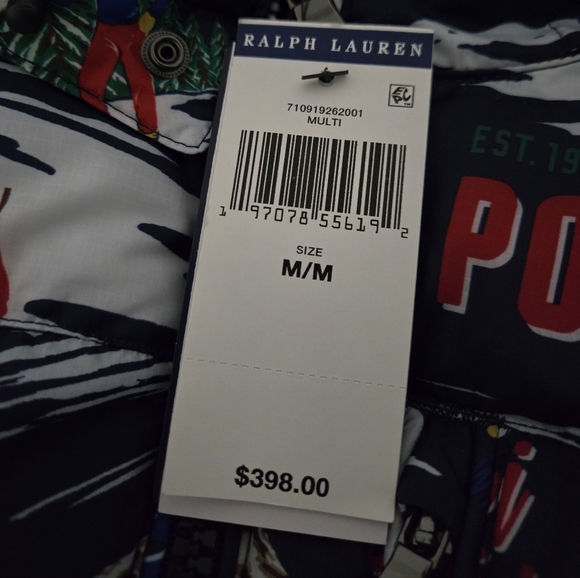 RALPH LAUREN
710919262001
MULTI
1 97078 55619 2
SIZE
M/M
$398.00
EST. 19
PO